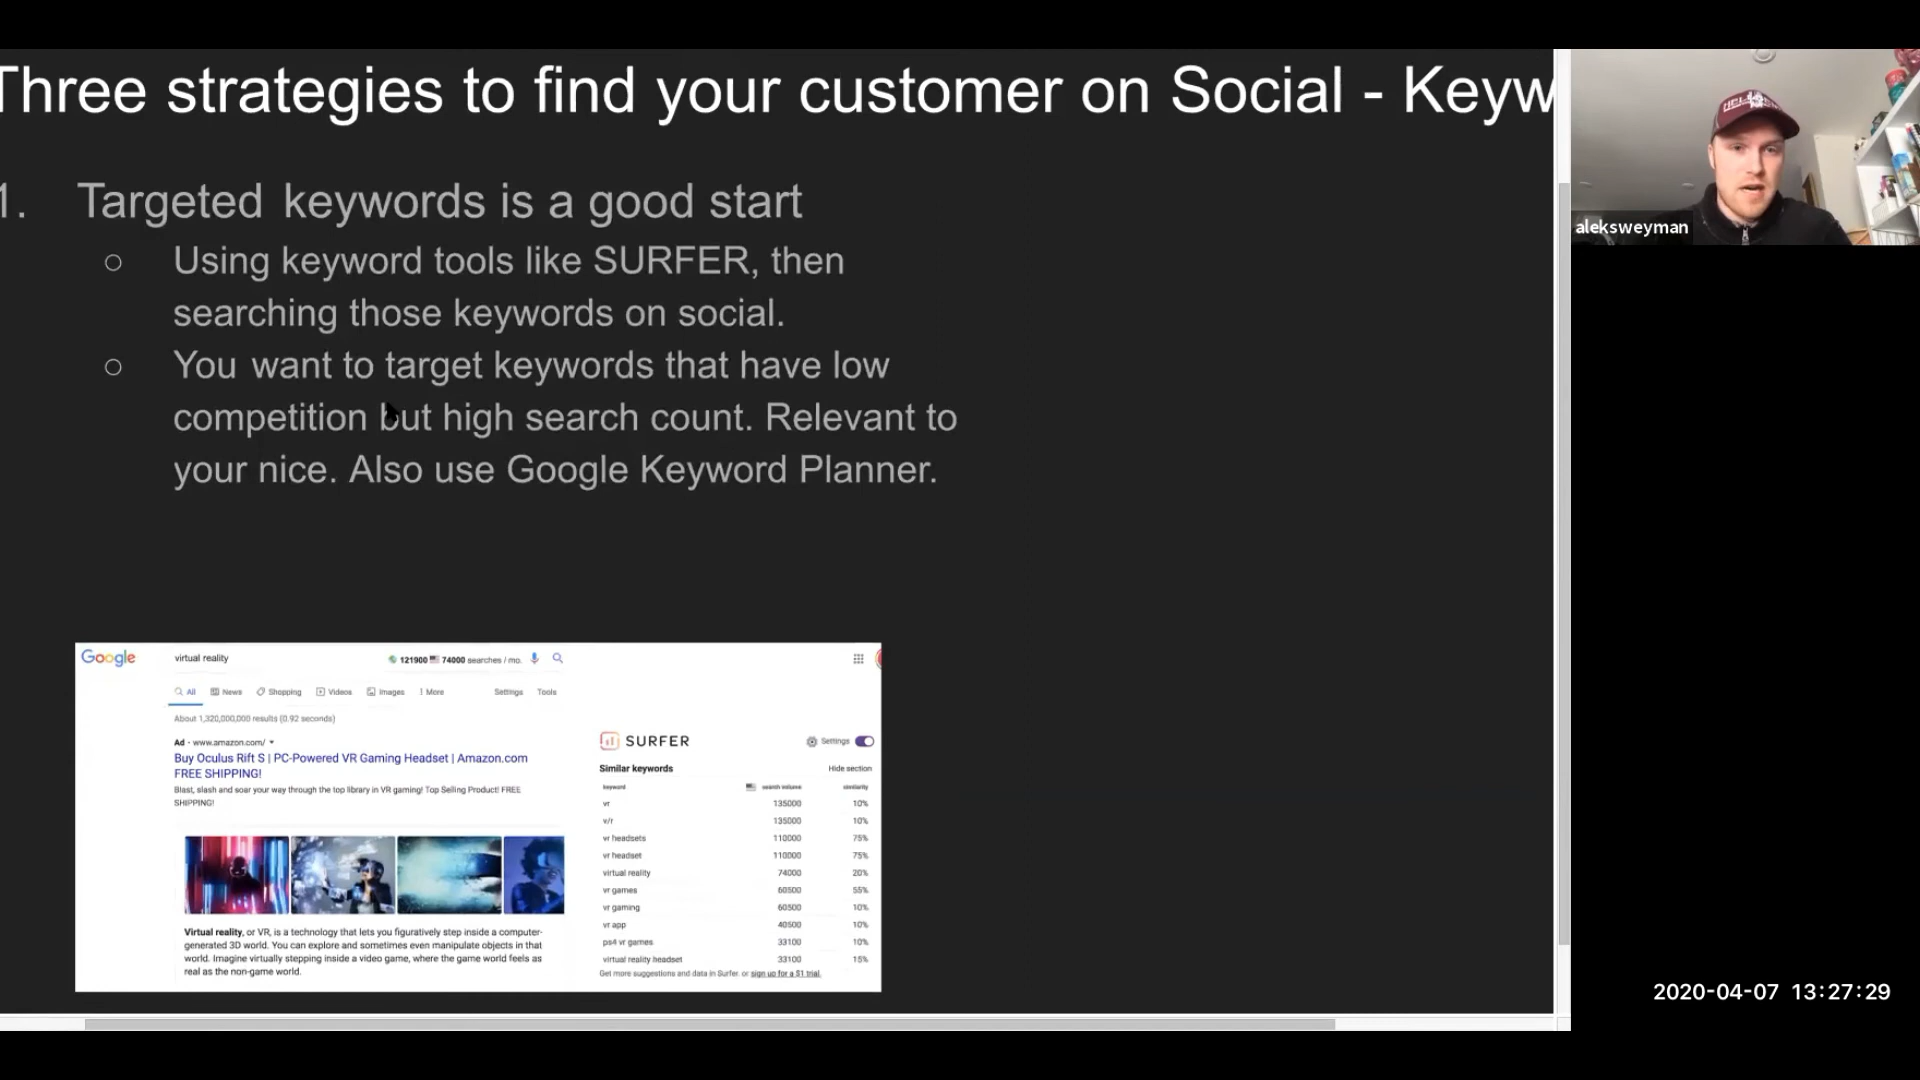 Three strategies to find your customer on Social - Keyw
1. Targeted keywords is a good start
○ Using keyword tools like SURFER, then
searching those keywords on social.
○ You want to target keywords that have low
competition but high search count. Relevant to
your nice. Also use Google Keyword Planner.
aleksweyman
Google virtual reality 121900 74000 searches / mo.
All News Shopping Videos Images More Settings Tools
About 1,320,000,000 results (0.92 seconds)
Ad · www.amazon.com/
Buy Oculus Rift S | PC-Powered VR Gaming Headset | Amazon.com
FREE SHIPPING!
Blast, slash and soar your way through the top library in VR gaming! Top Selling Product! FREE
SHIPPING!
Virtual reality, or VR, is a technology that lets you figuratively step inside a computer-
generated 3D world. You can explore and sometimes even manipulate objects in that
world. Imagine virtually stepping inside a video game, where the game world feels as
real as the non-game world.
SURFER Settings
Similar keywords Hide section
keyword search volume similarity
vr 135000 10%
v/r 135000 10%
vr headsets 110000 75%
vr headset 110000 75%
virtual reality 74000 20%
vr games 60500 55%
vr gaming 60500 10%
vr app 40500 10%
ps4 vr games 33100 10%
virtual reality headset 33100 15%
Get more suggestions and data in Surfer. or sign up for a $1 trial.
2020-04-07 13:27:29